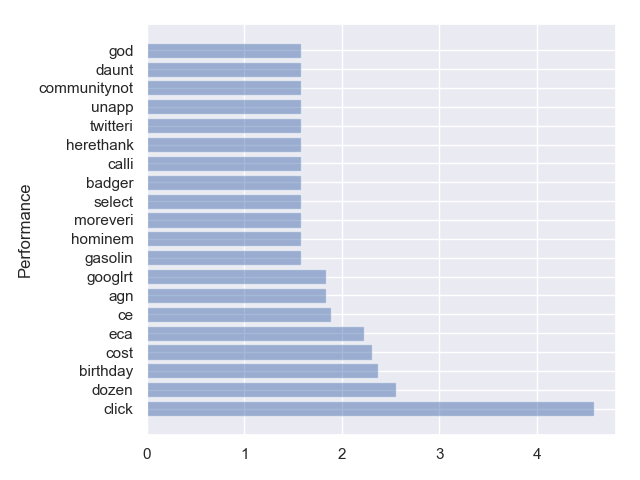 god
daunt
communitynot
unapp
twitteri
herethank
calli
badger
select
moreveri
hominem
gasolin
googlrt
agn
ce
eca
cost
birthday
dozen
click
Performance
0 1 2 3 4